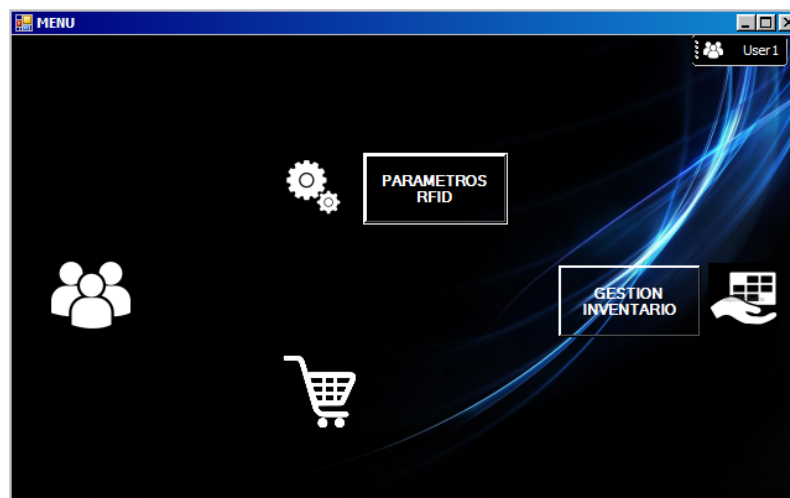 MENU
User1
PARAMETROS
RFID
GESTION
INVENTARIO